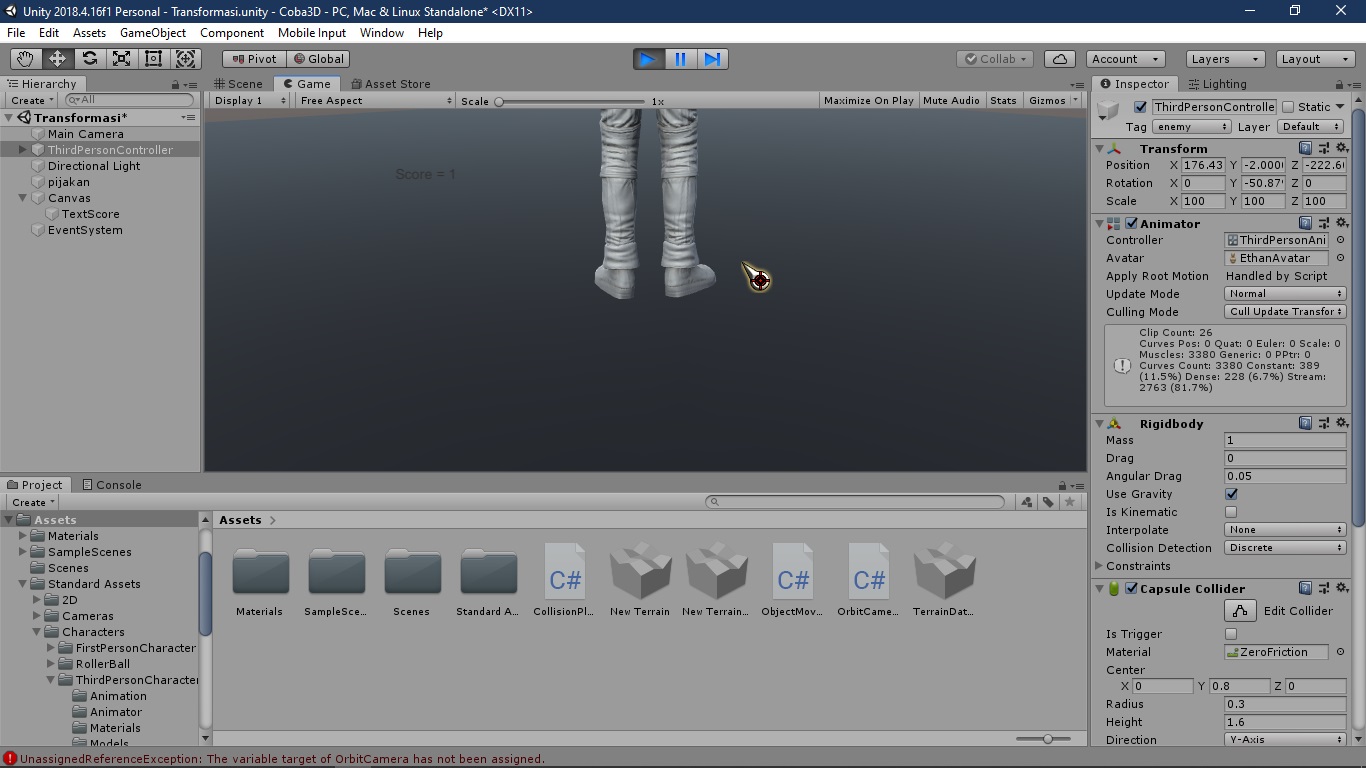 Unity 2018.4.16f1 Personal - Transformasi.unity - Coba3D - PC, Mac & Linux Standalone* <DX11>
File Edit Assets GameObject Component Mobile Input Window Help
Pivot Global Collab Account Layers Layout
Hierarchy
Create All
Transformasi*
Main Camera
ThirdPersonController
Directional Light
pijakan
Canvas
TextScore
EventSystem
Scene Game Asset Store
Display 1 Free Aspect Scale 1x Maximize On Play Mute Audio Stats Gizmos
Score = 1
Inspector Lighting
ThirdPersonControlle Static
Tag enemy Layer Default
Transform
Position X 176.43 Y -2.000 Z -222.6
Rotation X 0 Y -50.87 Z 0
Scale X 100 Y 100 Z 100
Animator
Controller ThirdPersonAni
Avatar EthanAvatar
Apply Root Motion Handled by Script
Update Mode Normal
Culling Mode Cull Update Transfor
Clip Count: 26
Curves Pos: 0 Quat: 0 Euler: 0 Scale: 0
Muscles: 3380 Generic: 0 PPtr: 0
Curves Count: 3380 Constant: 389
(11.5%) Dense: 228 (6.7%) Stream:
2763 (81.7%)
Rigidbody
Mass 1
Drag 0
Angular Drag 0.05
Use Gravity
Is Kinematic
Interpolate None
Collision Detection Discrete
Constraints
Capsule Collider
Edit Collider
Is Trigger
Material ZeroFriction
Center
X 0 Y 0.8 Z 0
Radius 0.3
Height 1.6
Direction Y-Axis
Project Console
Create
Assets
Materials
SampleScenes
Scenes
Standard Assets
2D
Cameras
Characters
FirstPersonCharacter
RollerBall
ThirdPersonCharacter
Animation
Animator
Materials
Models
Assets
C# C# C#
Materials SampleSce... Scenes Standard A... CollisionPl... New Terrain New Terrain... ObjectMov... OrbitCame... TerrainDat...
UnassignedReferenceException: The variable target of OrbitCamera has not been assigned.